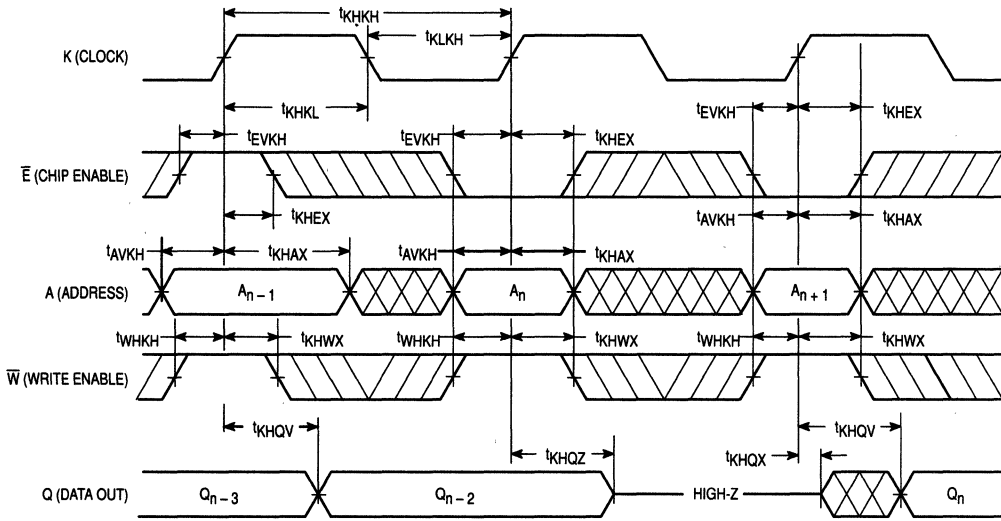 tKHKH
tKLKH
K (CLOCK)
tKHKL
tEVKH
tKHEX
tEVKH
tEVKH
tKHEX
E̅ (CHIP ENABLE)
tKHEX
tAVKH
tKHAX
tAVKH
tKHAX
tAVKH
tKHAX
A (ADDRESS)
An – 1
An
An + 1
tWHKH
tKHWX
tWHKH
tKHWX
tWHKH
tKHWX
W̅ (WRITE ENABLE)
tKHQV
tKHQZ
tKHQX
tKHQV
Q (DATA OUT)
Qn – 3
Qn – 2
HIGH-Z
Qn